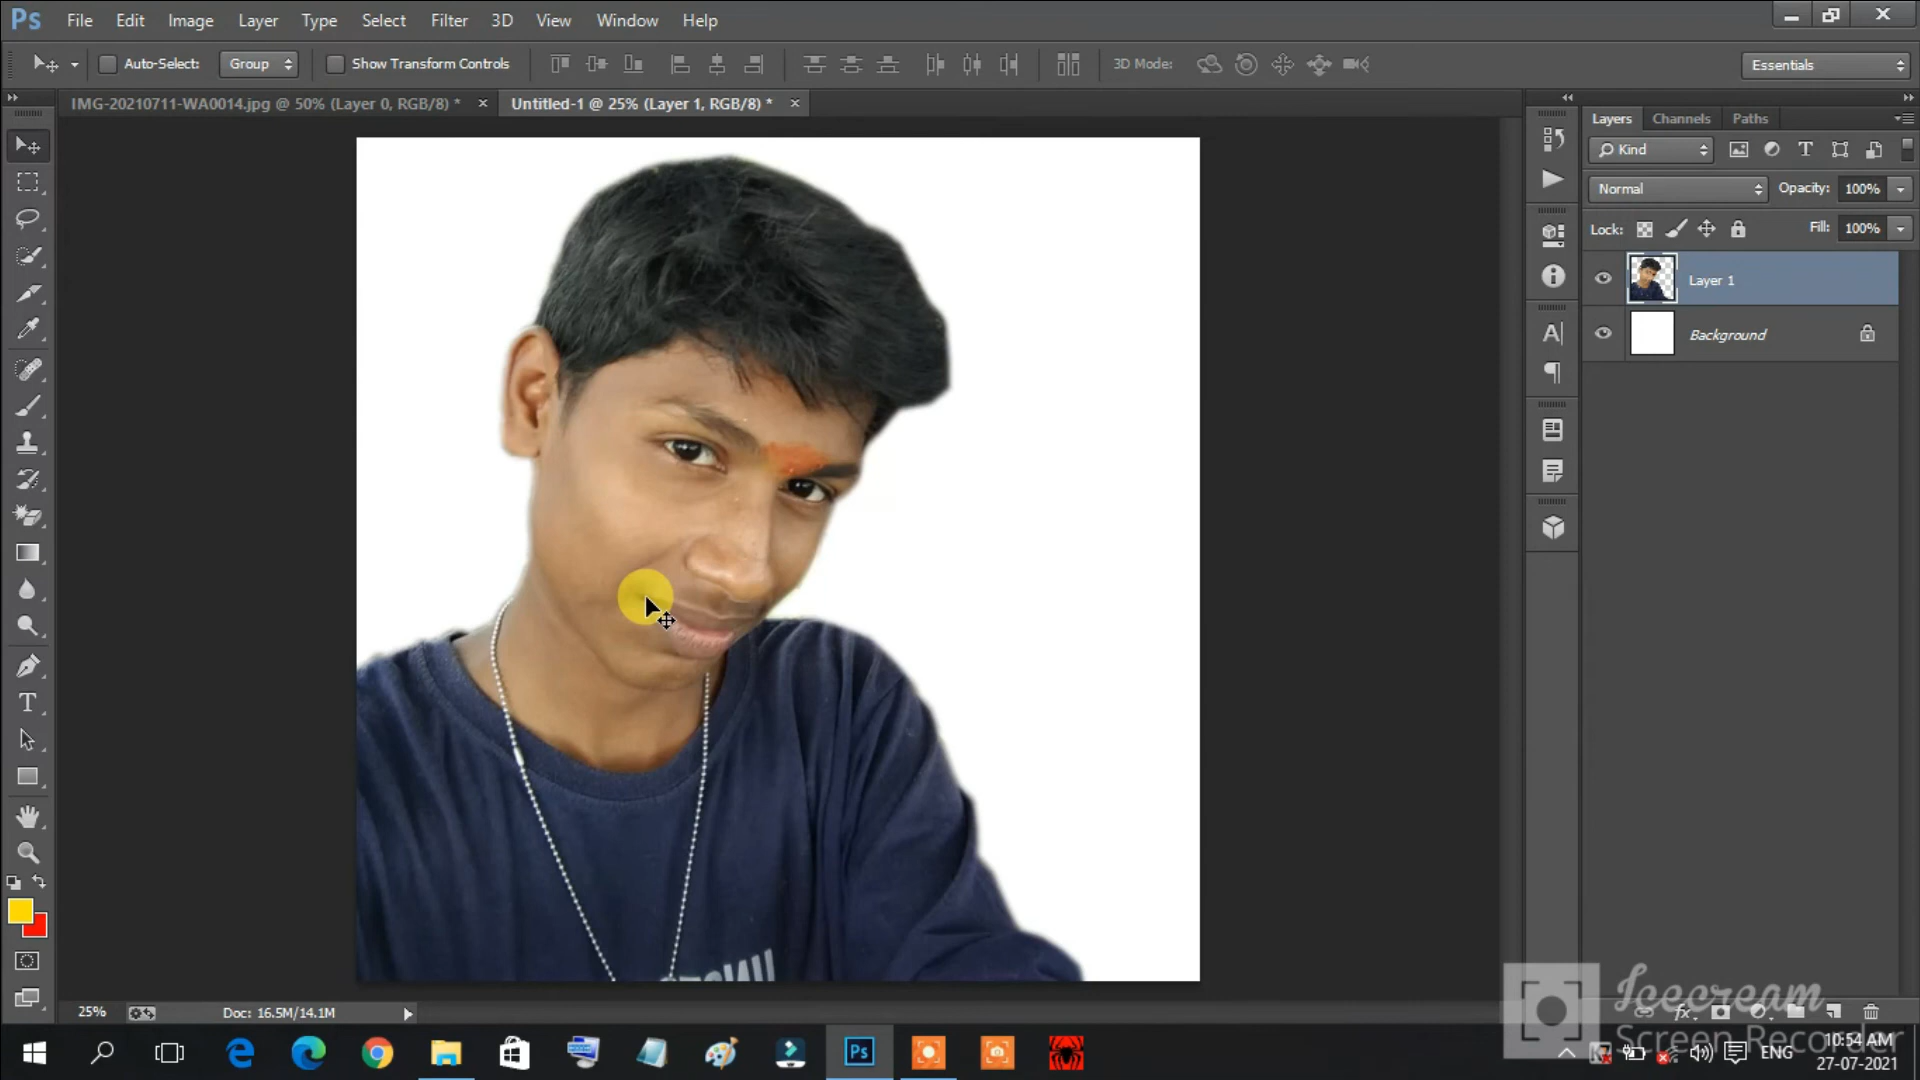 Ps File Edit Image Layer Type Select Filter 3D View Window Help
Auto-Select: Group Show Transform Controls 3D Mode: Essentials
IMG-20210711-WA0014.jpg @ 50% (Layer 0, RGB/8) * × Untitled-1 @ 25% (Layer 1, RGB/8) * ×
Layers Channels Paths
Kind
Normal Opacity: 100%
Lock: Fill: 100%
Layer 1
Background
25% Doc: 16.5M/14.1M
Icecream
Screen Recorder
Ps
ENG
10:54 AM
27-07-2021